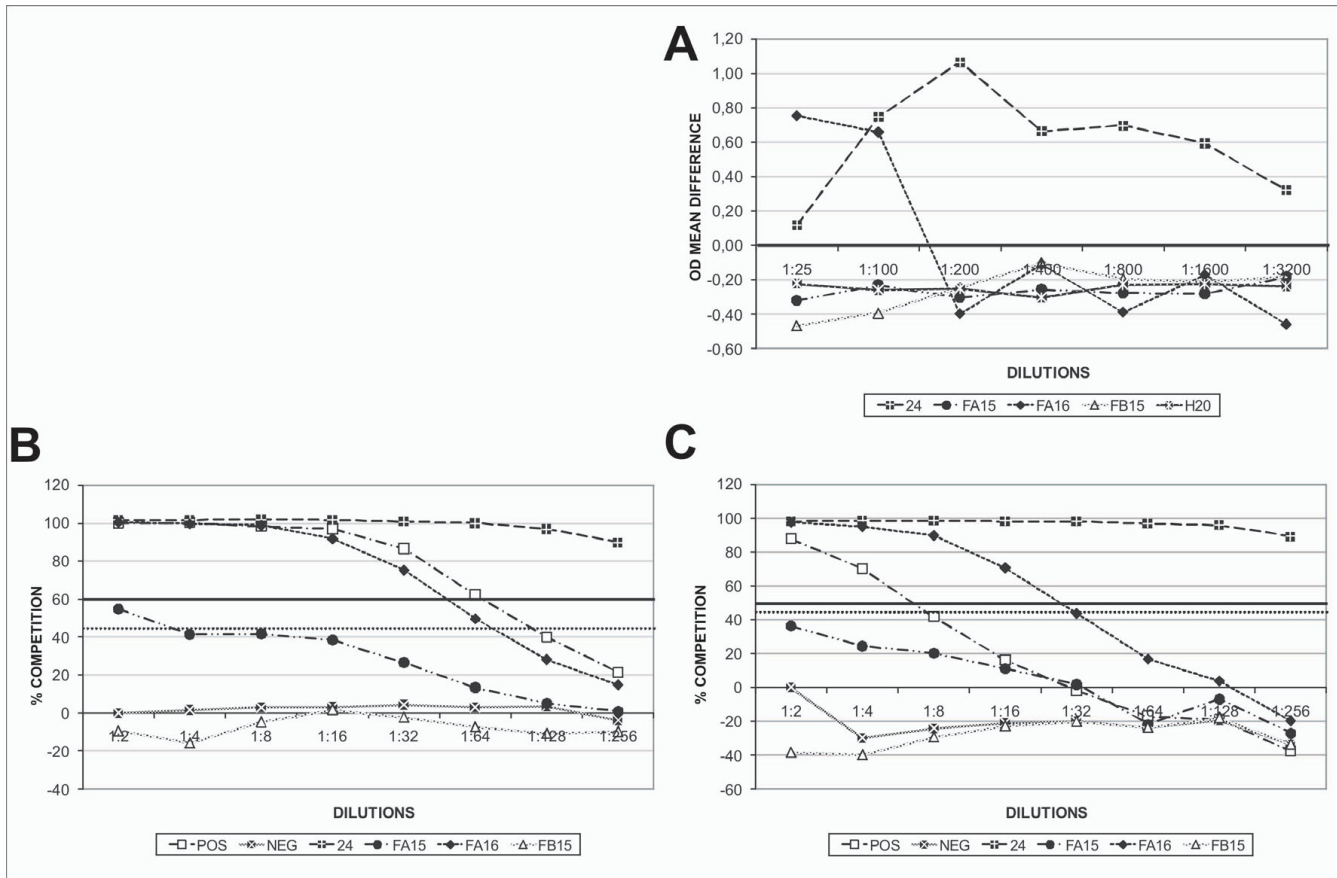 A
1,20
1,00
0,80
0,60
0,40
0,20
0,00
-0,20
-0,40
-0,60
OD MEAN DIFFERENCE
1:25 1:100 1:200 1:400 1:800 1:1600 1:3200
DILUTIONS
24 FA15 FA16 FB15 H20
B
120
100
80
60
40
20
0
-20
-40
% COMPETITION
1:2 1:4 1:8 1:16 1:32 1:64 1:128 1:256
DILUTIONS
POS NEG 24 FA15 FA16 FB15
C
120
100
80
60
40
20
0
-20
-40
-60
% COMPETITION
1:2 1:4 1:8 1:16 1:32 1:64 1:128 1:256
DILUTIONS
POS NEG 24 FA15 FA16 FB15